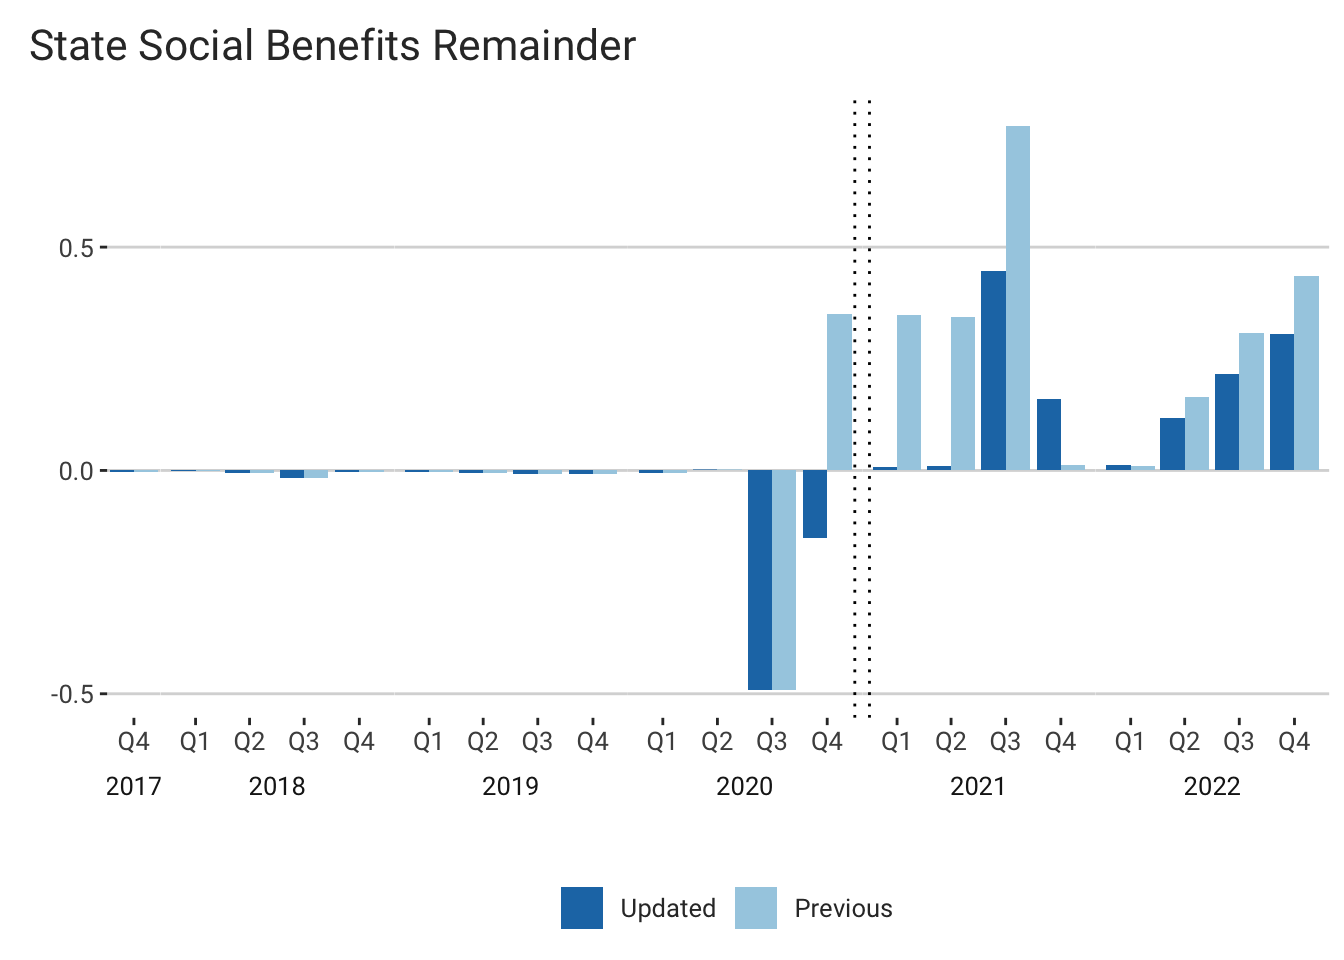 State Social Benefits Remainder
0.5
0.0
-0.5
Q4 Q1 Q2 Q3 Q4 Q1 Q2 Q3 Q4 Q1 Q2 Q3 Q4 Q1 Q2 Q3 Q4 Q1 Q2 Q3 Q4
2017 2018 2019 2020 2021 2022
Updated Previous